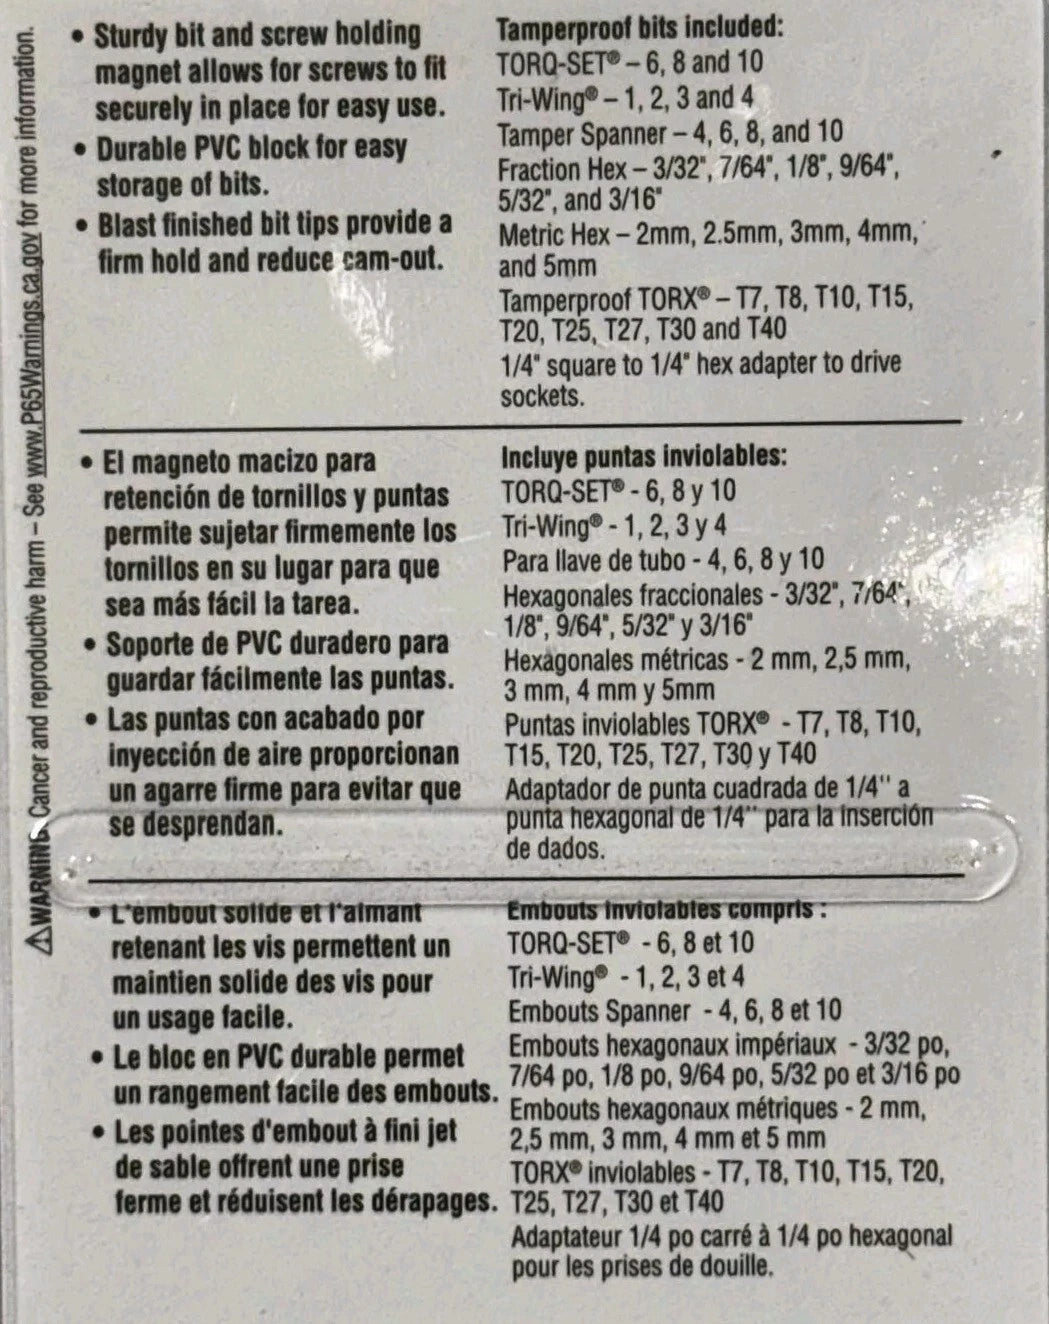 ⚠WARNING: Cancer and reproductive harm – See www.P65Warnings.ca.gov for more information.
• Sturdy bit and screw holding
magnet allows for screws to fit
securely in place for easy use.
• Durable PVC block for easy
storage of bits.
• Blast finished bit tips provide a
firm hold and reduce cam-out.
Tamperproof bits included:
TORQ-SET® – 6, 8 and 10
Tri-Wing® – 1, 2, 3 and 4
Tamper Spanner – 4, 6, 8, and 10
Fraction Hex – 3/32", 7/64", 1/8", 9/64",
5/32", and 3/16"
Metric Hex – 2mm, 2.5mm, 3mm, 4mm,
and 5mm
Tamperproof TORX® – T7, T8, T10, T15,
T20, T25, T27, T30 and T40
1/4" square to 1/4" hex adapter to drive
sockets.
• El magneto macizo para
retención de tornillos y puntas
permite sujetar firmemente los
tornillos en su lugar para que
sea más fácil la tarea.
• Soporte de PVC duradero para
guardar fácilmente las puntas.
• Las puntas con acabado por
inyección de aire proporcionan
un agarre firme para evitar que
se desprendan.
Incluye puntas inviolables:
TORQ-SET® - 6, 8 y 10
Tri-Wing® - 1, 2, 3 y 4
Para llave de tubo - 4, 6, 8 y 10
Hexagonales fraccionales - 3/32", 7/64",
1/8", 9/64", 5/32" y 3/16"
Hexagonales métricas - 2 mm, 2,5 mm,
3 mm, 4 mm y 5mm
Puntas inviolables TORX® - T7, T8, T10,
T15, T20, T25, T27, T30 y T40
Adaptador de punta cuadrada de 1/4'' a
punta hexagonal de 1/4'' para la inserción
de dados.
• L'embout solide et l'aimant
retenant les vis permettent un
maintien solide des vis pour
un usage facile.
• Le bloc en PVC durable permet
un rangement facile des embouts.
• Les pointes d'embout à fini jet
de sable offrent une prise
ferme et réduisent les dérapages.
Embouts inviolables compris :
TORQ-SET® - 6, 8 et 10
Tri-Wing® - 1, 2, 3 et 4
Embouts Spanner - 4, 6, 8 et 10
Embouts hexagonaux impériaux - 3/32 po,
7/64 po, 1/8 po, 9/64 po, 5/32 po et 3/16 po
Embouts hexagonaux métriques - 2 mm,
2,5 mm, 3 mm, 4 mm et 5 mm
TORX® inviolables - T7, T8, T10, T15, T20,
T25, T27, T30 et T40
Adaptateur 1/4 po carré à 1/4 po hexagonal
pour les prises de douille.